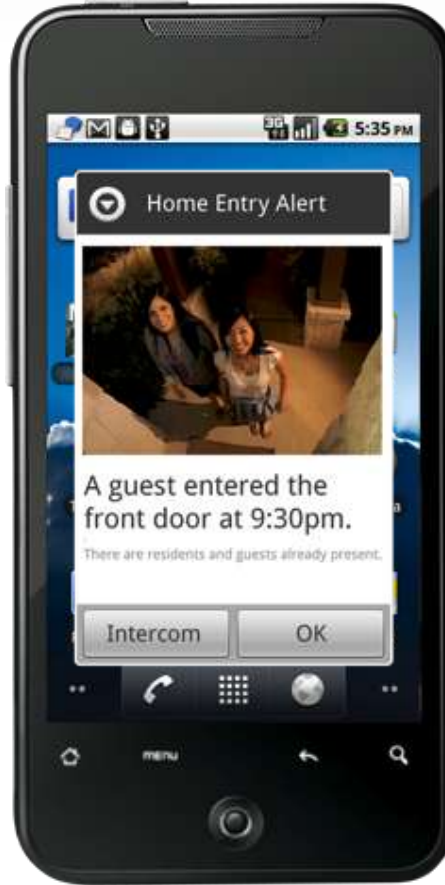 3G
5:35 PM
Home Entry Alert
A guest entered the
front door at 9:30pm.
There are residents and guests already present.
Intercom
OK
MENU